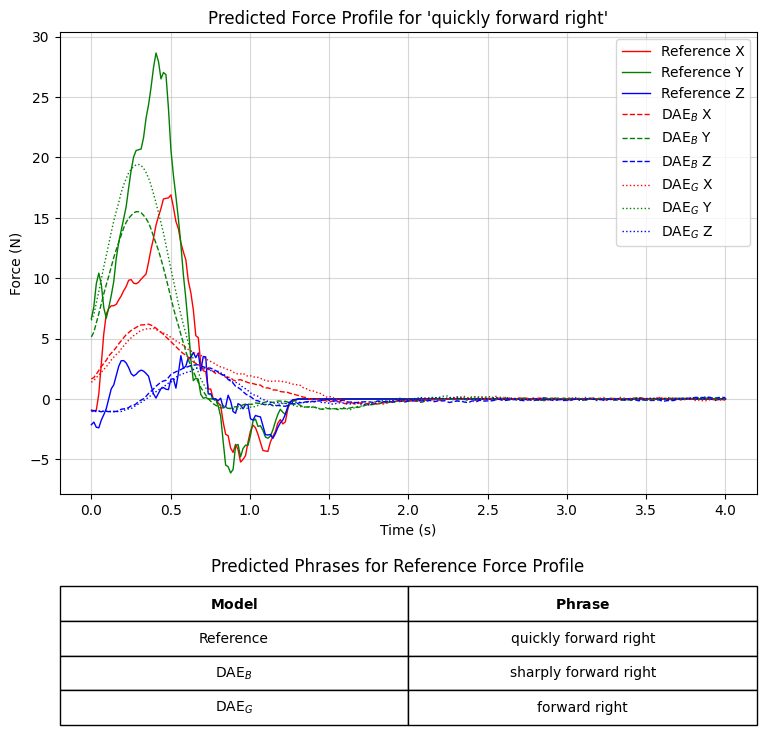 Predicted Force Profile for 'quickly forward right'
30
25
20
15
10
5
0
−5
Force (N)
Reference X
Reference Y
Reference Z
DAE_B X
DAE_B Y
DAE_B Z
DAE_G X
DAE_G Y
DAE_G Z
0.0 0.5 1.0 1.5 2.0 2.5 3.0 3.5 4.0
Time (s)
Predicted Phrases for Reference Force Profile
Model Phrase
Reference quickly forward right
DAE_B sharply forward right
DAE_G forward right